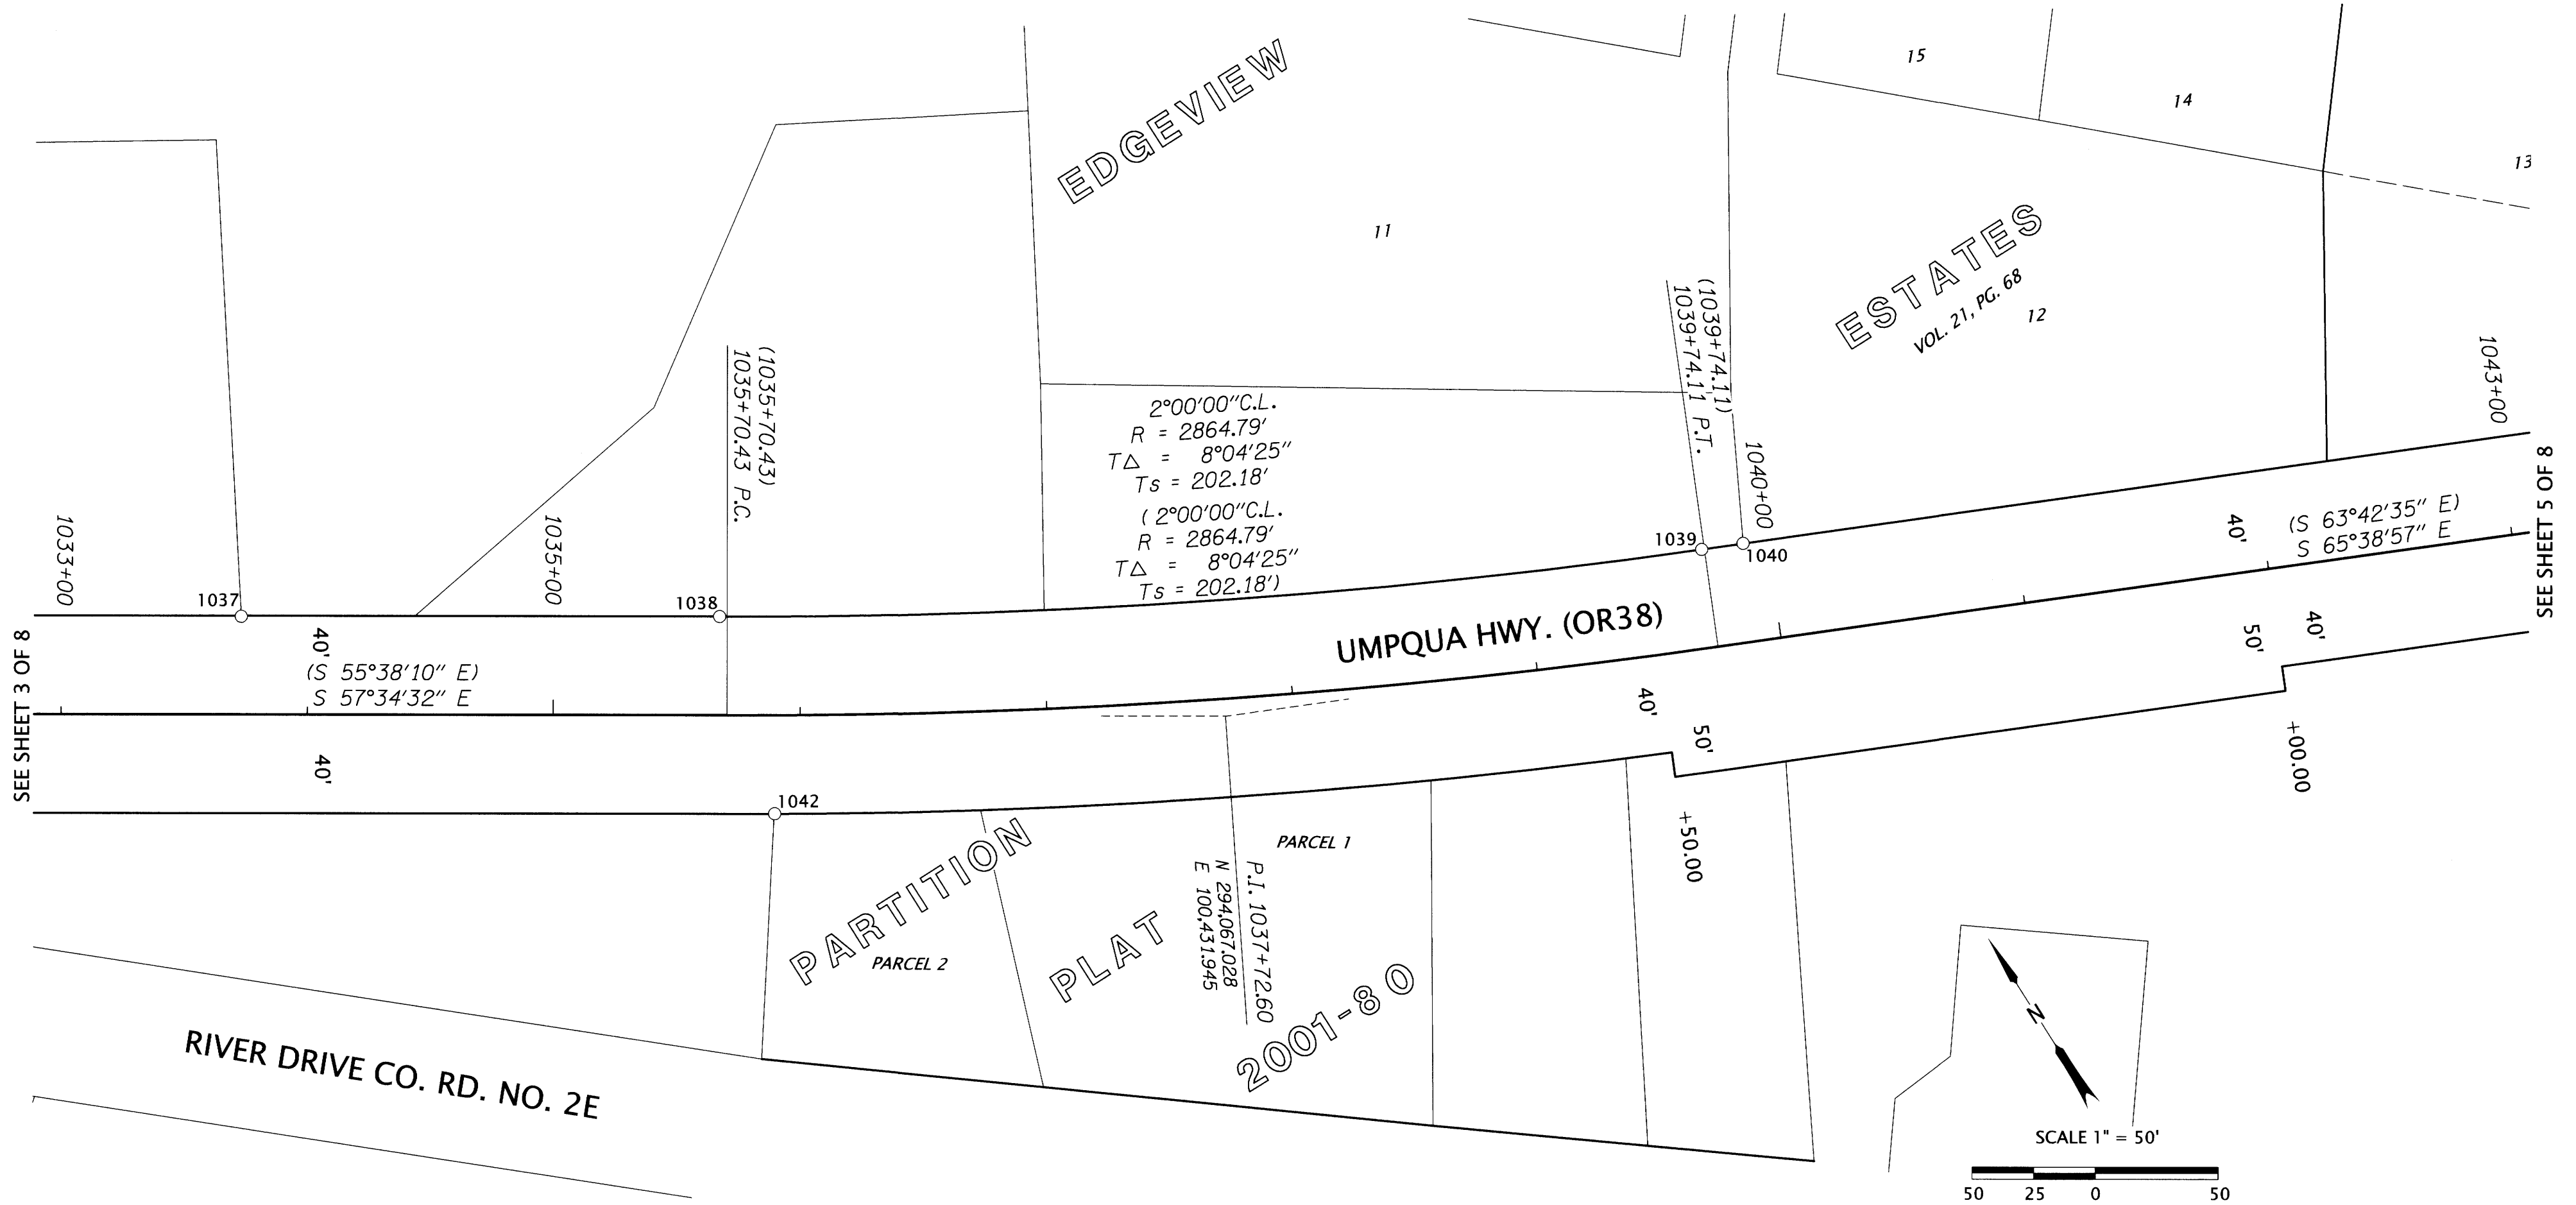 EDGEVIEW
15
14
13
11
ESTATES
VOL. 21, PG. 68
12
(1039+74.11)
1039+74.11 P.T.
1043+00
(1035+70.43)
1035+70.43 P.C.
2°00'00"C.L.
R = 2864.79'
T△ = 8°04'25"
Ts = 202.18'
( 2°00'00"C.L.
R = 2864.79'
T△ = 8°04'25"
Ts = 202.18')
1040+00
1033+00
1035+00
1037
1038
1039
1040
40'
(S 63°42'35" E)
S 65°38'57" E
SEE SHEET 5 OF 8
SEE SHEET 3 OF 8
40'
(S 55°38'10" E)
S 57°34'32" E
UMPQUA HWY. (OR38)
50'
40'
40'
50'
40'
+00.00
1042
+50.00
PARCEL 1
PARTITION
PARCEL 2
PLAT
P.I. 1037+72.60
N 294,067.028
E 100,431.945
2001-80
RIVER DRIVE CO. RD. NO. 2E
N
SCALE 1" = 50'
50 25 0 50